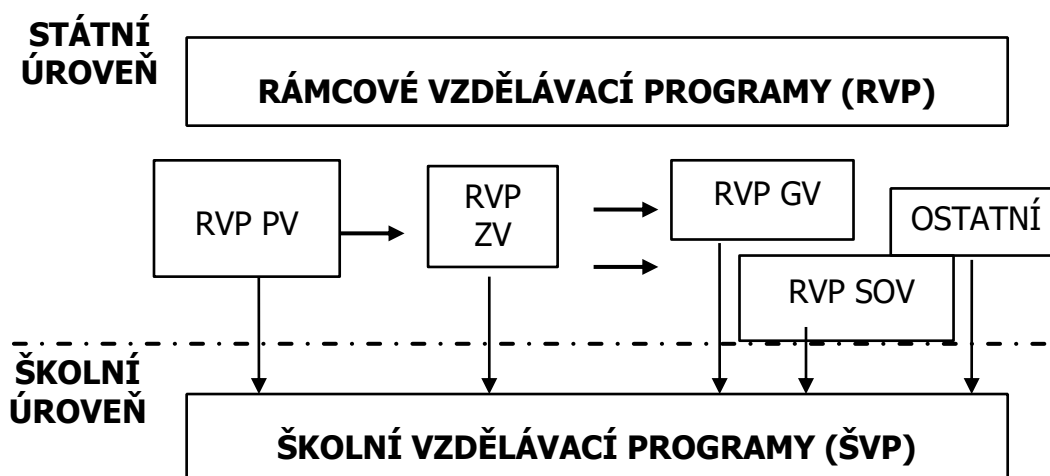 STÁTNÍ
ÚROVEŇ
RÁMCOVÉ VZDĚLÁVACÍ PROGRAMY (RVP)
RVP PV
RVP
ZV
RVP GV
OSTATNÍ
RVP SOV
ŠKOLNÍ
ÚROVEŇ
ŠKOLNÍ VZDĚLÁVACÍ PROGRAMY (ŠVP)